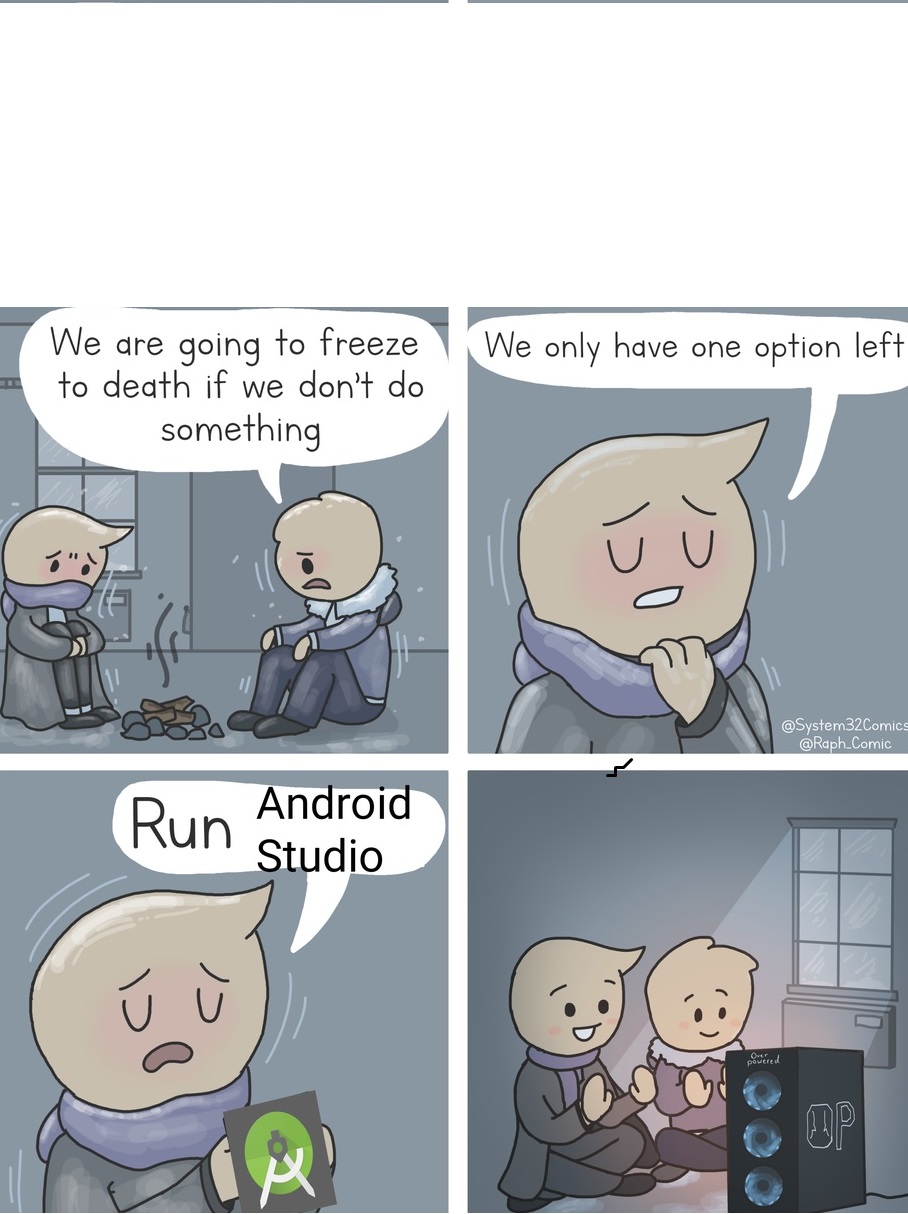 We are going to freeze
to death if we don't do
something
We only have one option left
@System32Comics
@Raph_Comic
Run Android
Studio
Over
powered
OP